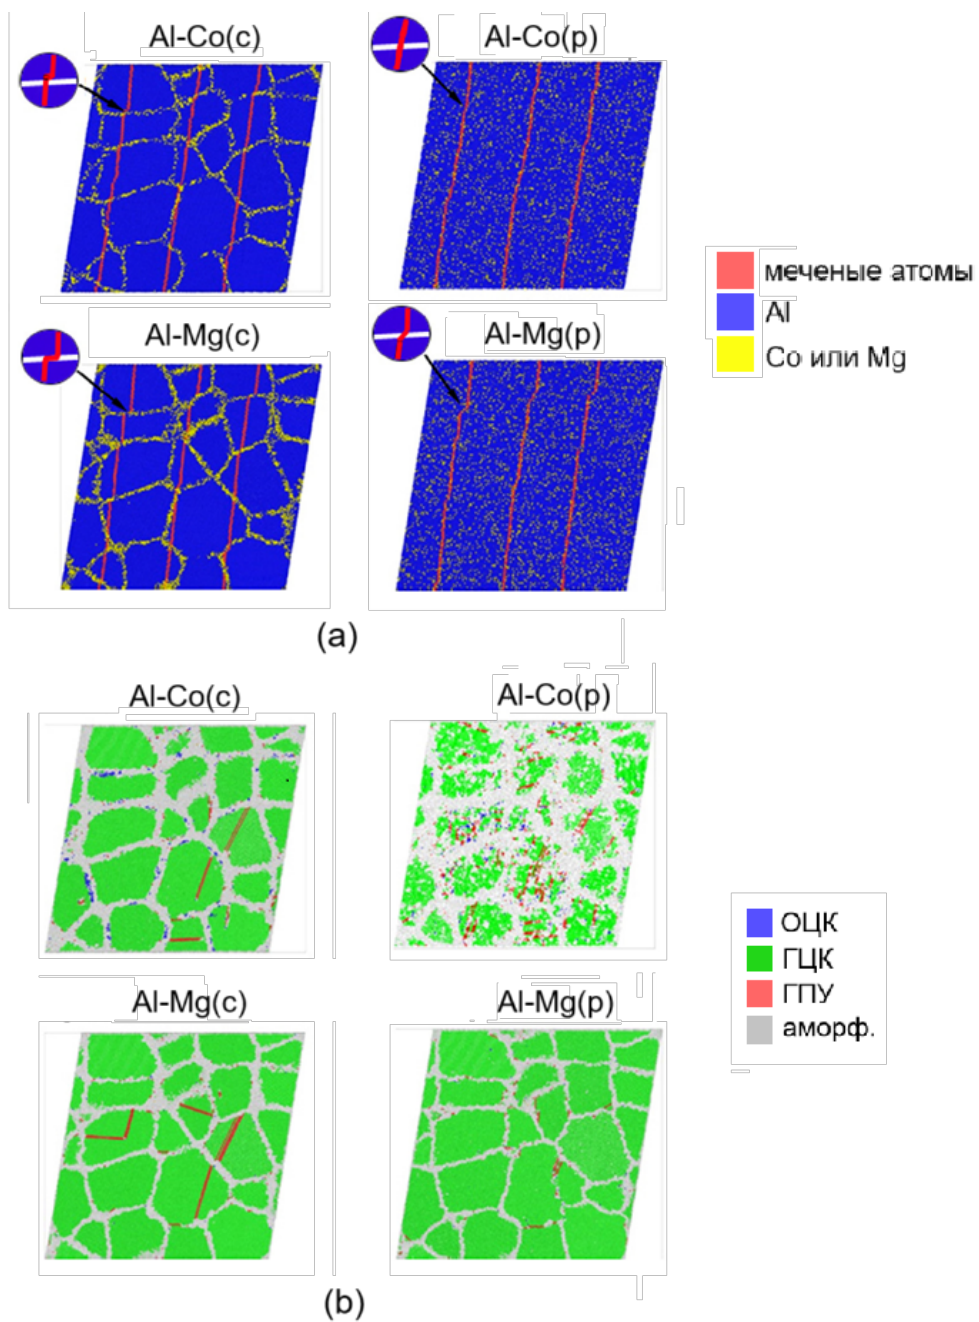 Al-Co(c)
Al-Co(p)
Al-Mg(c)
Al-Mg(p)
меченые атомы
Al
Co или Mg
(a)
Al-Co(c)
Al-Co(p)
Al-Mg(c)
Al-Mg(p)
ОЦК
ГЦК
ГПУ
аморф.
(b)